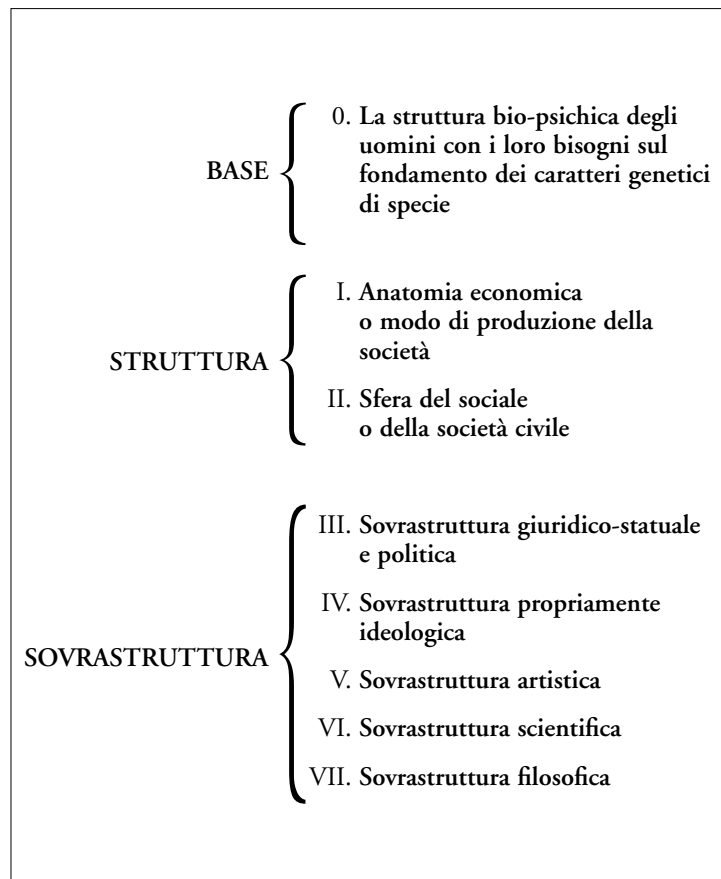 BASE
0. La struttura bio-psichica degli
uomini con i loro bisogni sul
fondamento dei caratteri genetici
di specie
STRUTTURA
I. Anatomia economica
o modo di produzione della
società
II. Sfera del sociale
o della società civile
SOVRASTRUTTURA
III. Sovrastruttura giuridico-statuale
e politica
IV. Sovrastruttura propriamente
ideologica
V. Sovrastruttura artistica
VI. Sovrastruttura scientifica
VII. Sovrastruttura filosofica